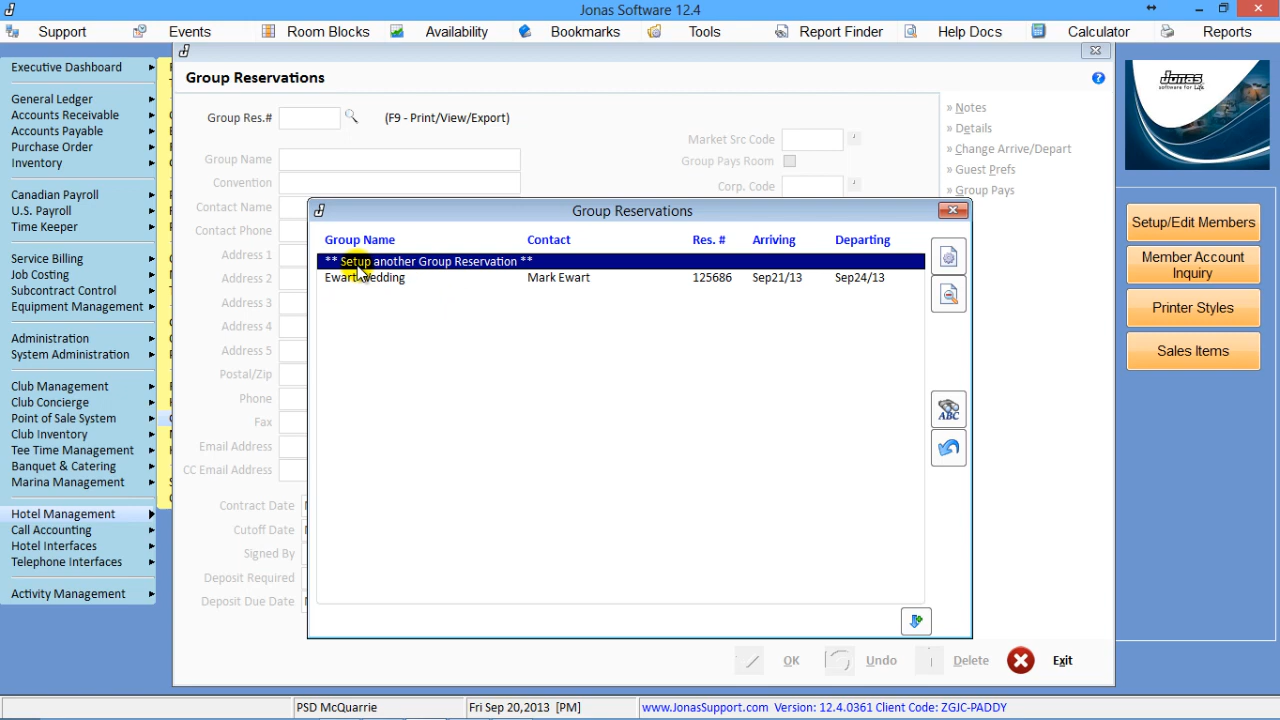 Jonas Software 12.4
Support Events Room Blocks Availability Bookmarks Tools Report Finder Help Docs Calculator Reports
Executive Dashboard
General Ledger
Accounts Receivable
Accounts Payable
Purchase Order
Inventory
Canadian Payroll
U.S. Payroll
Time Keeper
Service Billing
Job Costing
Subcontract Control
Equipment Management
Administration
System Administration
Club Management
Club Concierge
Point of Sale System
Club Inventory
Tee Time Management
Banquet & Catering
Marina Management
Hotel Management
Call Accounting
Hotel Interfaces
Telephone Interfaces
Activity Management
Group Reservations
Group Res.# (F9 - Print/View/Export)
Market Src Code
Group Name
Group Pays Room
Convention
Corp. Code
Contact Name
Contact Phone
Address 1
Address 2
Address 3
Address 4
Address 5
Postal/Zip
Phone
Fax
Email Address
CC Email Address
Contract Date
Cutoff Date
Signed By
Deposit Required
Deposit Due Date
» Notes
» Details
» Change Arrive/Depart
» Guest Prefs
» Group Pays
Group Reservations
Group Name Contact Res. # Arriving Departing
** Setup another Group Reservation **
Ewart Wedding Mark Ewart 125686 Sep21/13 Sep24/13
ABC
OK Undo Delete Exit
Jonas
software for Life.
Setup/Edit Members
Member Account
Inquiry
Printer Styles
Sales Items
PSD McQuarrie Fri Sep 20,2013 [PM] www.JonasSupport.com Version: 12.4.0361 Client Code: ZGJC-PADDY